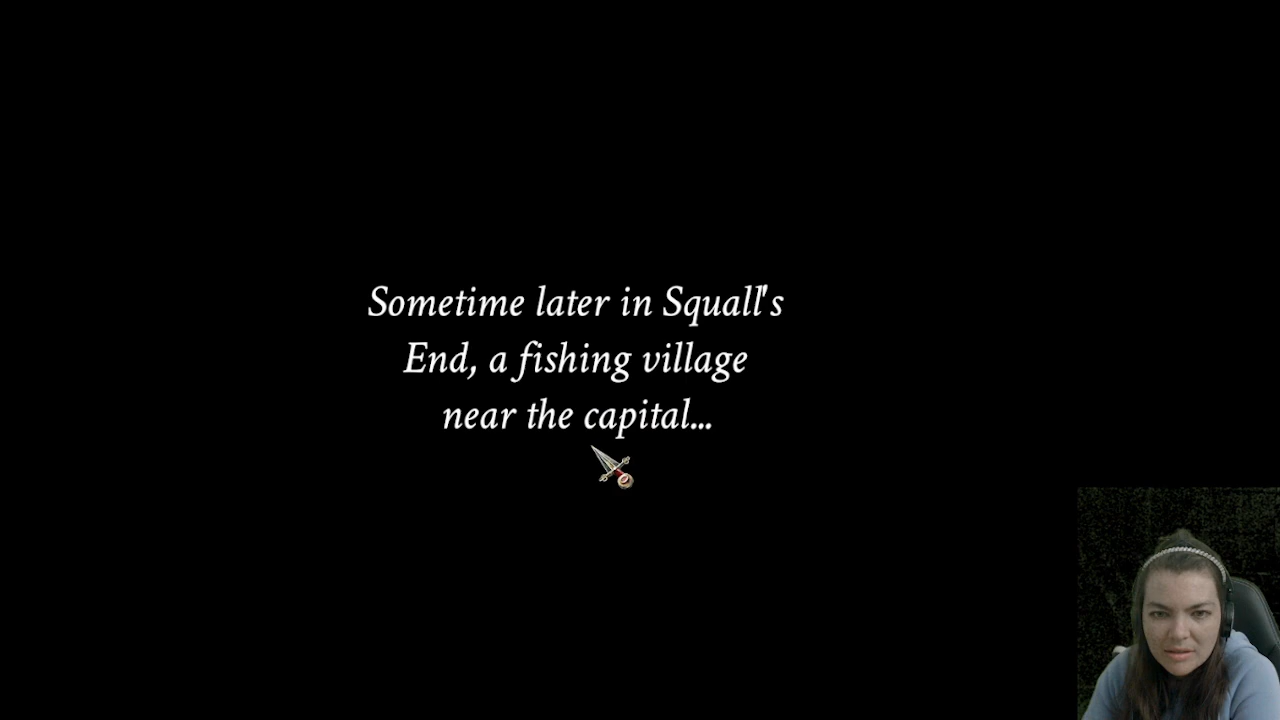 Sometime later in Squall's
End, a fishing village
near the capital...